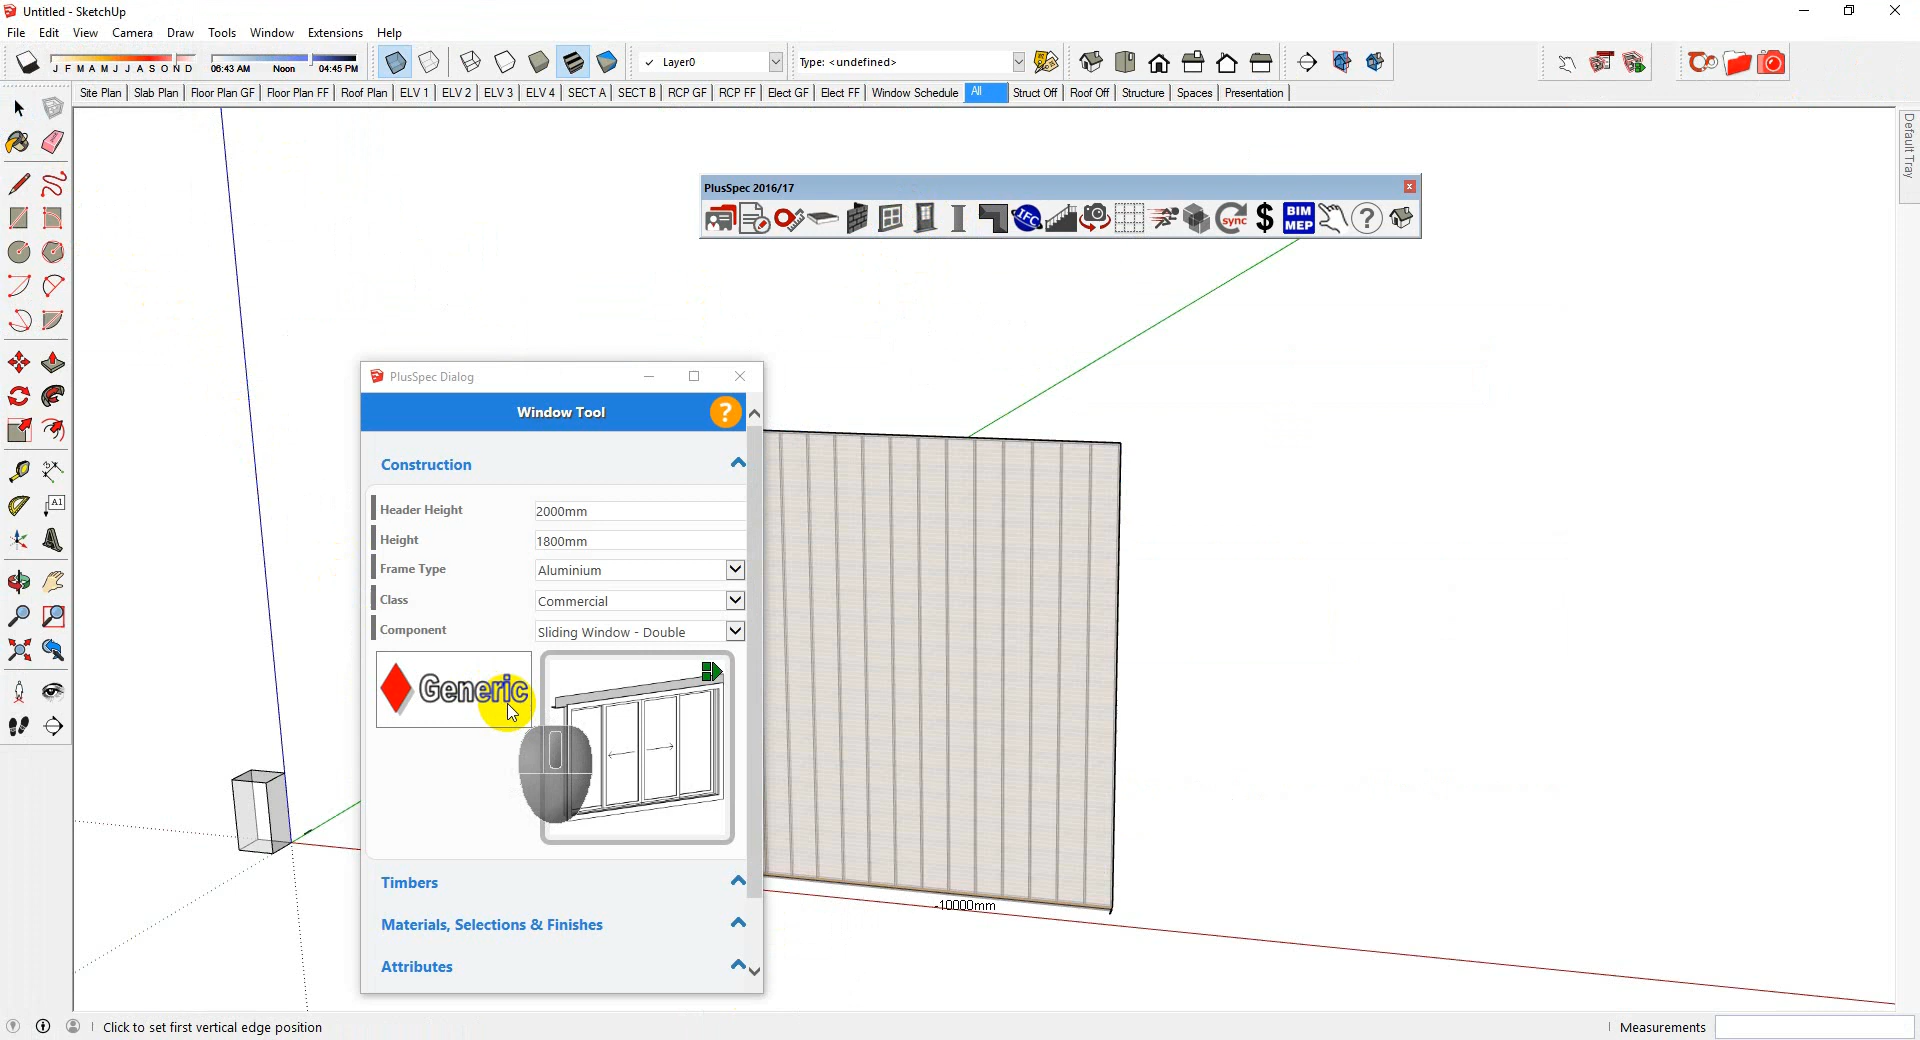 Untitled - SketchUp
File Edit View Camera Draw Tools Window Extensions Help
J F M A M J J A S O N D 06:43 AM Noon 04:45 PM Layer0 Type: <undefined>
Site Plan Slab Plan Floor Plan GF Floor Plan FF Roof Plan ELV 1 ELV 2 ELV 3 ELV 4 SECT A SECT B RCP GF RCP FF Elect GF Elect FF Window Schedule All Struct Off Roof Off Structure Spaces Presentation
Default Tray
PlusSpec 2016/17
IFC sync $ BIM MEP ?
PlusSpec Dialog
Window Tool ?
Construction
Header Height 2000mm
Height 1800mm
Frame Type Aluminium
Class Commercial
Component Sliding Window - Double
Generic
Timbers
-10000mm
Materials, Selections & Finishes
Attributes
A1
Click to set first vertical edge position
Measurements